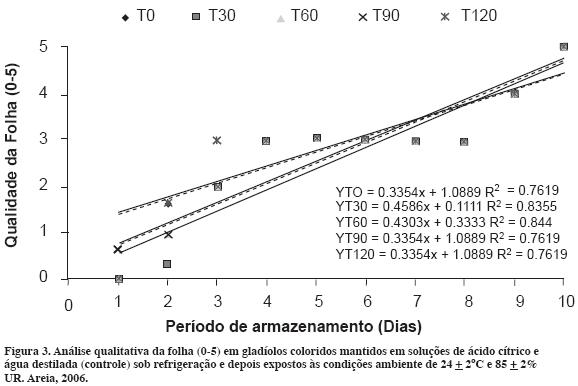 T0 T30 T60 T90 T120
5
4
3
2
1
0
Qualidade da Folha (0-5)
YTO = 0.3354x + 1.0889 R² = 0.7619
YT30 = 0.4586x + 0.1111 R² = 0.8355
YT60 = 0.4303x + 0.3333 R² = 0.844
YT90 = 0.3354x + 1.0889 R² = 0.7619
YT120 = 0.3354x + 1.0889 R² = 0.7619
0 1 2 3 4 5 6 7 8 9 10
Período de armazenamento (Dias)
Figura 3. Análise qualitativa da folha (0-5) em gladíolos coloridos mantidos em soluções de ácido cítrico e
água destilada (controle) sob refrigeração e depois expostos às condições ambiente de 24 ± 2°C e 85 ± 2%
UR. Areia, 2006.